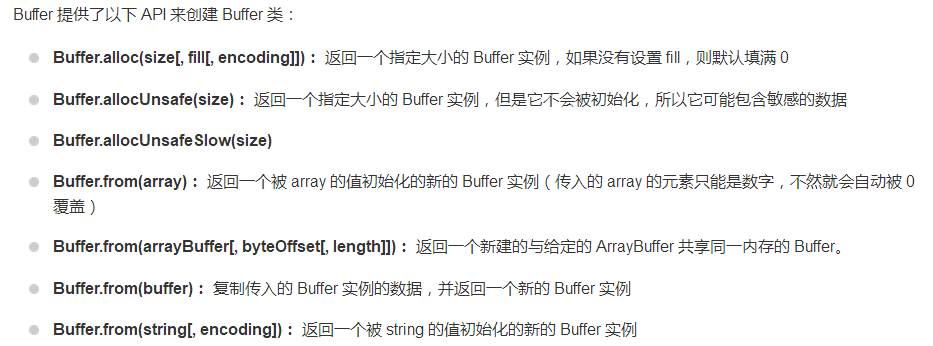 Buffer 提供了以下 API 来创建 Buffer 类：
Buffer.alloc(size[, fill[, encoding]])： 返回一个指定大小的 Buffer 实例，如果没有设置 fill，则默认填满 0
Buffer.allocUnsafe(size)： 返回一个指定大小的 Buffer 实例，但是它不会被初始化，所以它可能包含敏感的数据
Buffer.allocUnsafeSlow(size)
Buffer.from(array)： 返回一个被 array 的值初始化的新的 Buffer 实例（传入的 array 的元素只能是数字，不然就会自动被 0
覆盖）
Buffer.from(arrayBuffer[, byteOffset[, length]])： 返回一个新建的与给定的 ArrayBuffer 共享同一内存的 Buffer。
Buffer.from(buffer)： 复制传入的 Buffer 实例的数据，并返回一个新的 Buffer 实例
Buffer.from(string[, encoding])： 返回一个被 string 的值初始化的新的 Buffer 实例